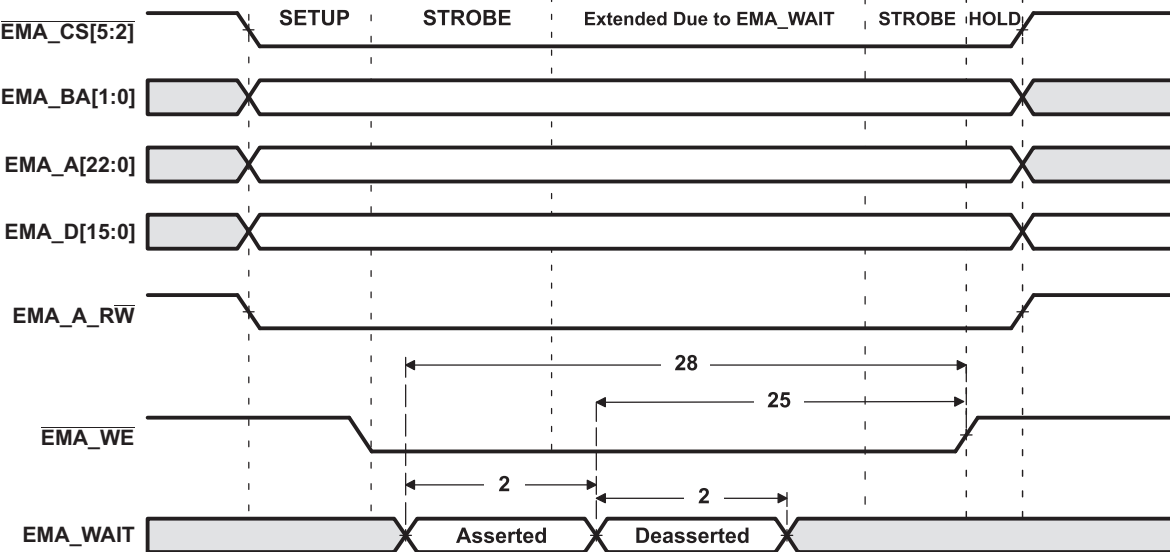 SETUP STROBE Extended Due to EMA_WAIT STROBE HOLD
EMA_CS[5:2]
EMA_BA[1:0]
EMA_A[22:0]
EMA_D[15:0]
EMA_A_RW
28
25
EMA_WE
2
2
EMA_WAIT Asserted Deasserted